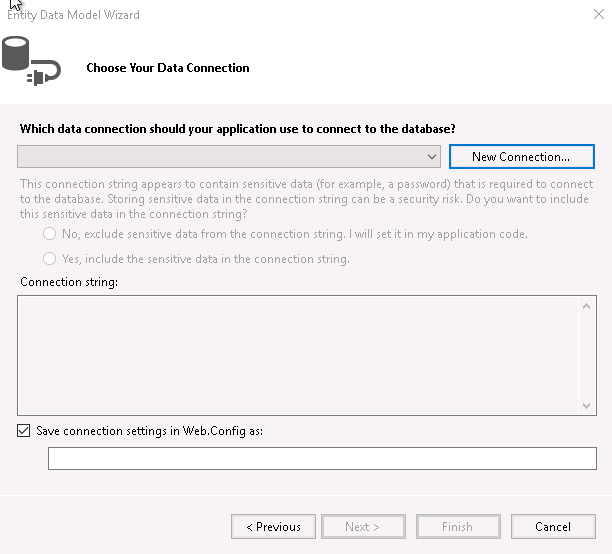 Entity Data Model Wizard
Choose Your Data Connection
Which data connection should your application use to connect to the database?
New Connection...
This connection string appears to contain sensitive data (for example, a password) that is required to connect
to the database. Storing sensitive data in the connection string can be a security risk. Do you want to include
this sensitive data in the connection string?
No, exclude sensitive data from the connection string. I will set it in my application code.
Yes, include the sensitive data in the connection string.
Connection string:
Save connection settings in Web.Config as:
< Previous
Next >
Finish
Cancel